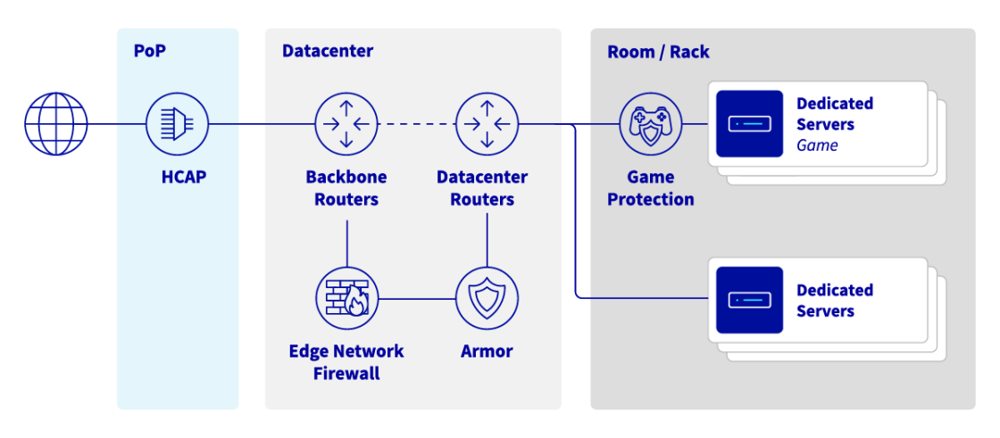 PoP
HCAP
Datacenter
Backbone
Routers
Datacenter
Routers
Edge Network
Firewall
Armor
Room / Rack
Game
Protection
Dedicated
Servers
Game
Dedicated
Servers